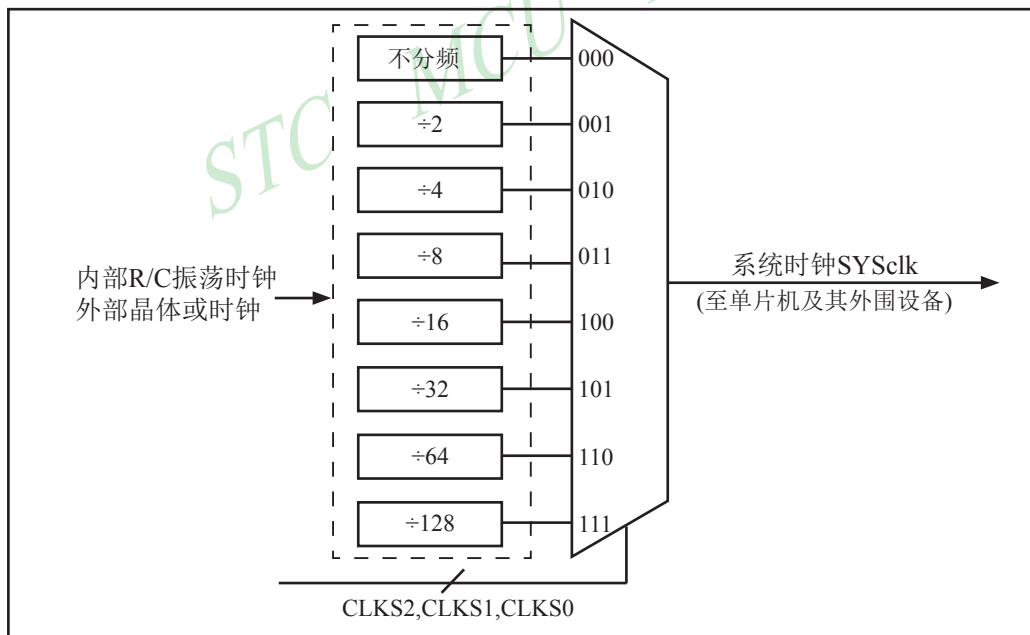 STC MCU
不分频
000
÷2
001
÷4
010
÷8
011
÷16
100
÷32
101
÷64
110
÷128
111
内部R/C振荡时钟
外部晶体或时钟
系统时钟SYSclk
(至单片机及其外围设备)
CLKS2,CLKS1,CLKS0